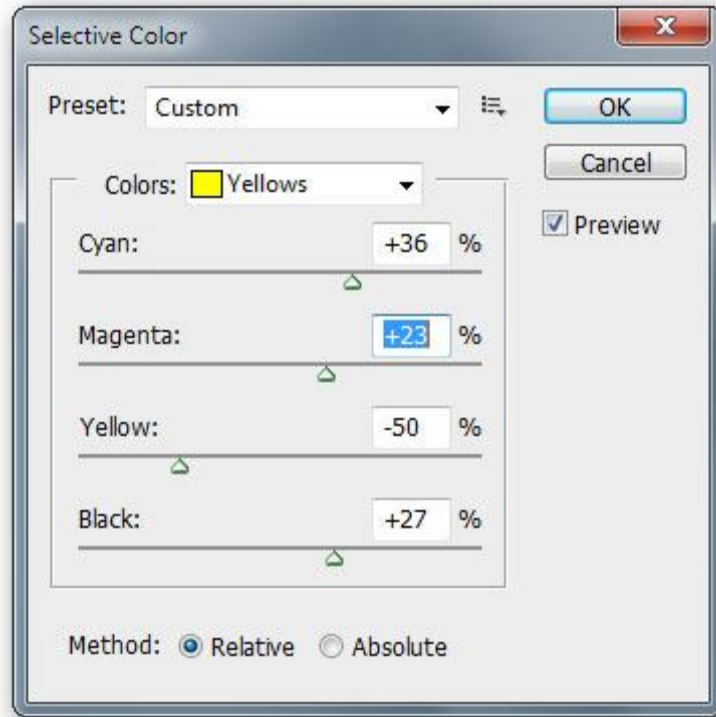 Selective Color
Preset: Custom
OK
Cancel
Colors: Yellows
Preview
Cyan: +36 %
Magenta: +23 %
Yellow: -50 %
Black: +27 %
Method: Relative Absolute